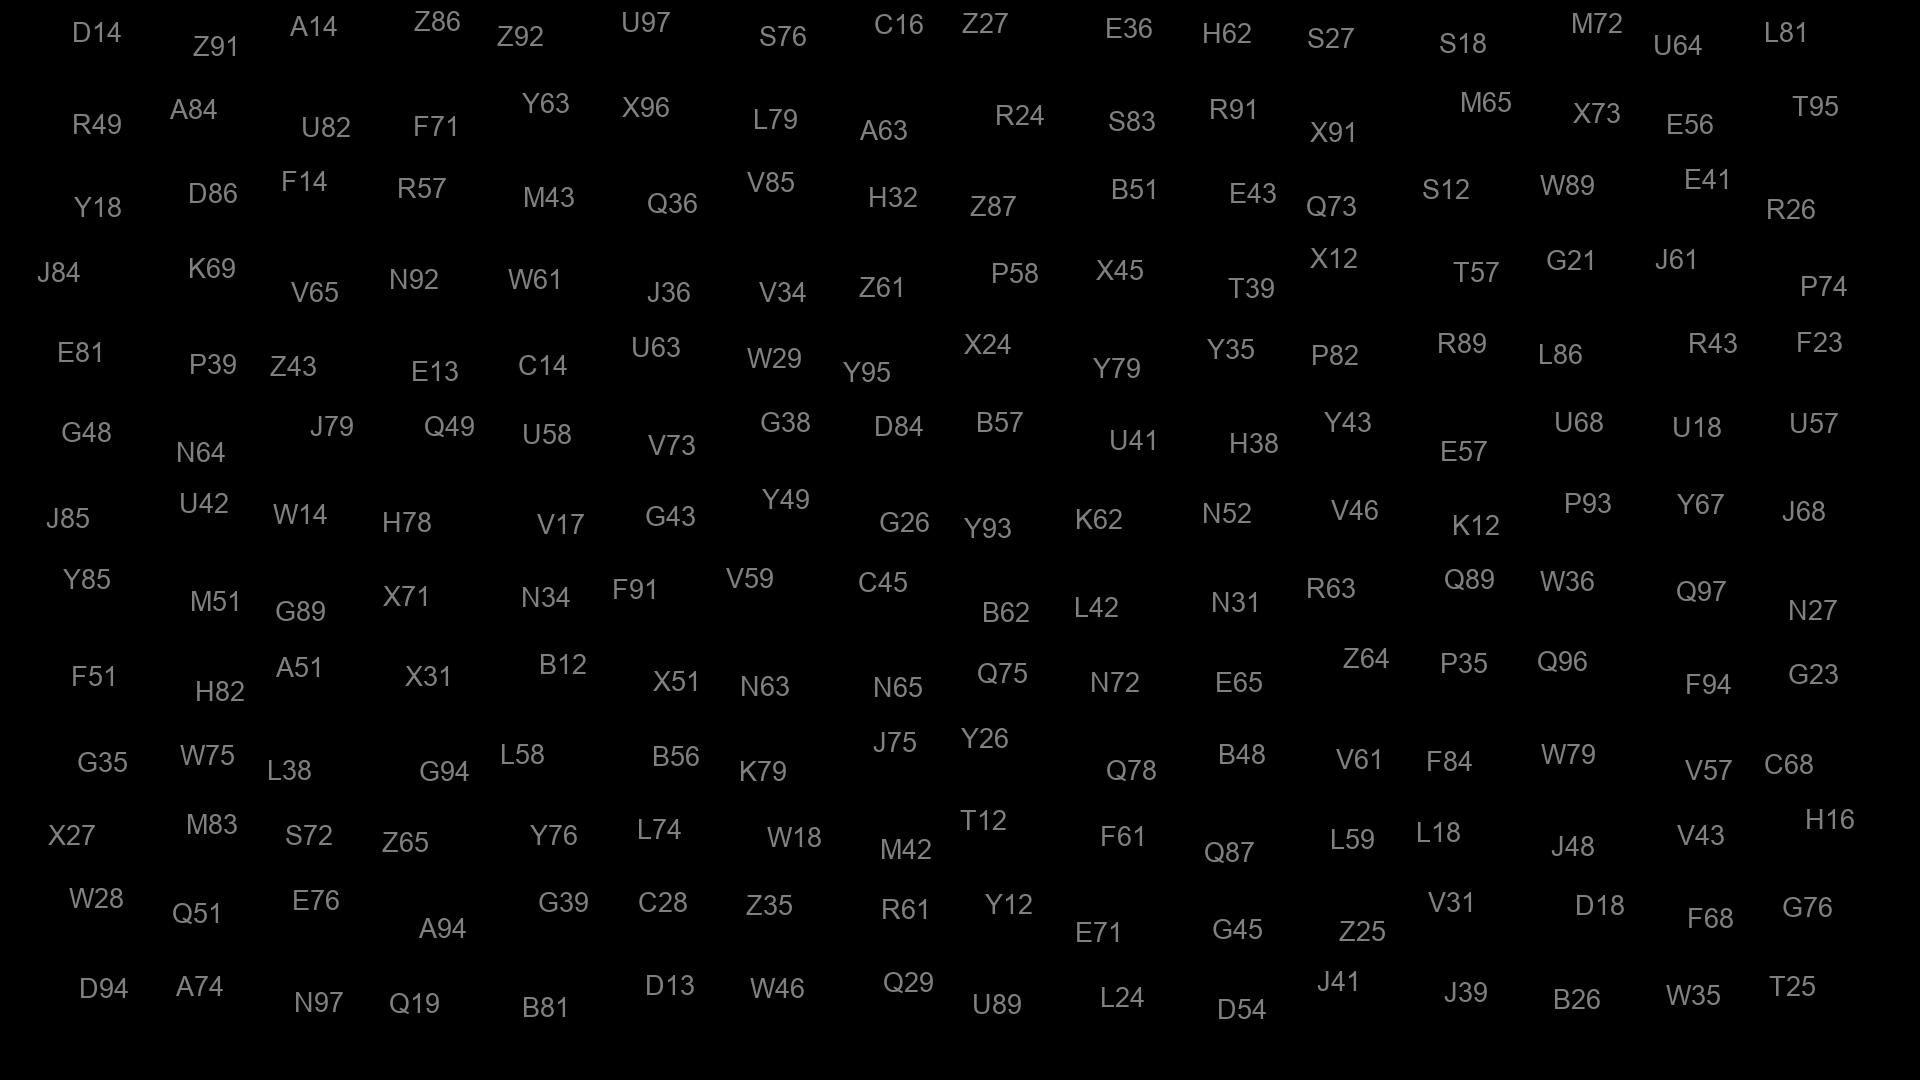 D14 Z91 A14 Z86 Z92 U97 S76 C16 Z27 E36 H62 S27 S18 M72 U64 L81
R49 A84 U82 F71 Y63 X96 L79 A63 R24 S83 R91 X91 M65 X73 E56 T95
Y18 D86 F14 R57 M43 Q36 V85 H32 Z87 B51 E43 Q73 S12 W89 E41 R26
J84 K69 V65 N92 W61 J36 V34 Z61 P58 X45 T39 X12 T57 G21 J61 P74
E81 P39 Z43 E13 C14 U63 W29 Y95 X24 Y79 Y35 P82 R89 L86 R43 F23
G48 N64 J79 Q49 U58 V73 G38 D84 B57 U41 H38 Y43 E57 U68 U18 U57
J85 U42 W14 H78 V17 G43 Y49 G26 Y93 K62 N52 V46 K12 P93 Y67 J68
Y85 M51 G89 X71 N34 F91 V59 C45 B62 L42 N31 R63 Q89 W36 Q97 N27
F51 H82 A51 X31 B12 X51 N63 N65 Q75 N72 E65 Z64 P35 Q96 F94 G23
G35 W75 L38 G94 L58 B56 K79 J75 Y26 Q78 B48 V61 F84 W79 V57 C68
X27 M83 S72 Z65 Y76 L74 W18 M42 T12 F61 Q87 L59 L18 J48 V43 H16
W28 Q51 E76 A94 G39 C28 Z35 R61 Y12 E71 G45 Z25 V31 D18 F68 G76
D94 A74 N97 Q19 B81 D13 W46 Q29 U89 L24 D54 J41 J39 B26 W35 T25